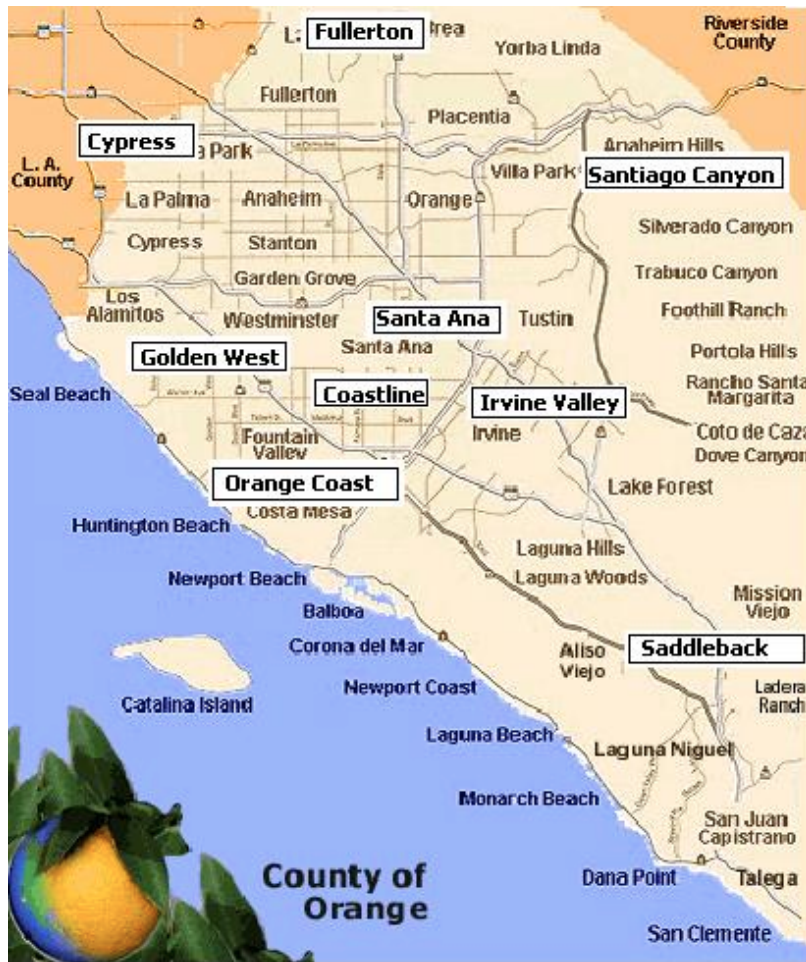 Fullerton
Riverside
County
Yorba Linda
Fullerton
Placentia
Cypress
Anaheim Hills
L. A.
County
Park
Villa Park
Santiago Canyon
La Palma
Anaheim
Orange
Silverado Canyon
Cypress
Stanton
Trabuco Canyon
Garden Grove
Los
Alamitos
Westminster
Santa Ana
Tustin
Foothill Ranch
Golden West
Santa Ana
Portola Hills
Seal Beach
Coastline
Irvine Valley
Rancho Santa
Margarita
Fountain
Valley
Irvine
Coto de Caza
Dove Canyon
Orange Coast
Lake Forest
Costa Mesa
Huntington Beach
Laguna Hills
Newport Beach
Laguna Woods
Balboa
Mission
Viejo
Corona del Mar
Aliso
Viejo
Saddleback
Newport Coast
Ladera
Ranch
Catalina Island
Laguna Beach
Laguna Niguel
Monarch Beach
San Juan
Capistrano
County of
Orange
Dana Point
Talega
San Clemente